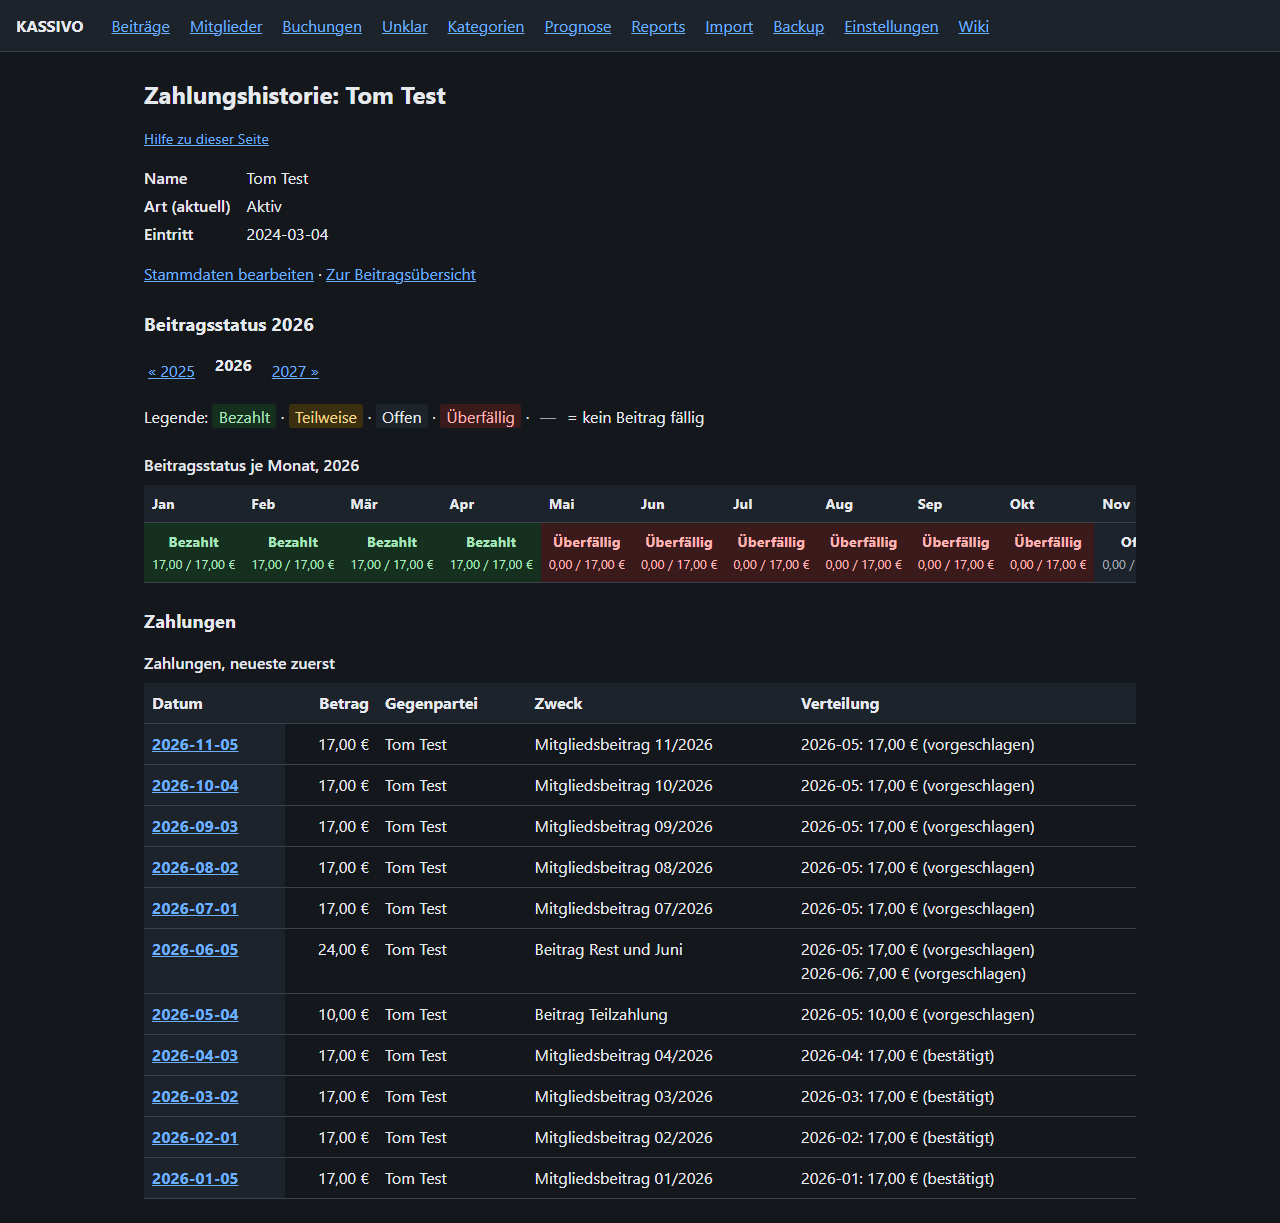 KASSIVO Beiträge Mitglieder Buchungen Unklar Kategorien Prognose Reports Import Backup Einstellungen Wiki
Zahlungshistorie: Tom Test
Hilfe zu dieser Seite
Name Tom Test
Art (aktuell) Aktiv
Eintritt 2024-03-04
Stammdaten bearbeiten · Zur Beitragsübersicht
Beitragsstatus 2026
« 2025 2026 2027 »
Legende: Bezahlt · Teilweise · Offen · Überfällig · — = kein Beitrag fällig
Beitragsstatus je Monat, 2026
Jan Feb Mär Apr Mai Jun Jul Aug Sep Okt Nov
Bezahlt Bezahlt Bezahlt Bezahlt Überfällig Überfällig Überfällig Überfällig Überfällig Überfällig Of
17,00 / 17,00 € 17,00 / 17,00 € 17,00 / 17,00 € 17,00 / 17,00 € 0,00 / 17,00 € 0,00 / 17,00 € 0,00 / 17,00 € 0,00 / 17,00 € 0,00 / 17,00 € 0,00 / 17,00 € 0,00 /
Zahlungen
Zahlungen, neueste zuerst
Datum Betrag Gegenpartei Zweck Verteilung
2026-11-05 17,00 € Tom Test Mitgliedsbeitrag 11/2026 2026-05: 17,00 € (vorgeschlagen)
2026-10-04 17,00 € Tom Test Mitgliedsbeitrag 10/2026 2026-05: 17,00 € (vorgeschlagen)
2026-09-03 17,00 € Tom Test Mitgliedsbeitrag 09/2026 2026-05: 17,00 € (vorgeschlagen)
2026-08-02 17,00 € Tom Test Mitgliedsbeitrag 08/2026 2026-05: 17,00 € (vorgeschlagen)
2026-07-01 17,00 € Tom Test Mitgliedsbeitrag 07/2026 2026-05: 17,00 € (vorgeschlagen)
2026-06-05 24,00 € Tom Test Beitrag Rest und Juni 2026-05: 17,00 € (vorgeschlagen)
2026-06: 7,00 € (vorgeschlagen)
2026-05-04 10,00 € Tom Test Beitrag Teilzahlung 2026-05: 10,00 € (vorgeschlagen)
2026-04-03 17,00 € Tom Test Mitgliedsbeitrag 04/2026 2026-04: 17,00 € (bestätigt)
2026-03-02 17,00 € Tom Test Mitgliedsbeitrag 03/2026 2026-03: 17,00 € (bestätigt)
2026-02-01 17,00 € Tom Test Mitgliedsbeitrag 02/2026 2026-02: 17,00 € (bestätigt)
2026-01-05 17,00 € Tom Test Mitgliedsbeitrag 01/2026 2026-01: 17,00 € (bestätigt)